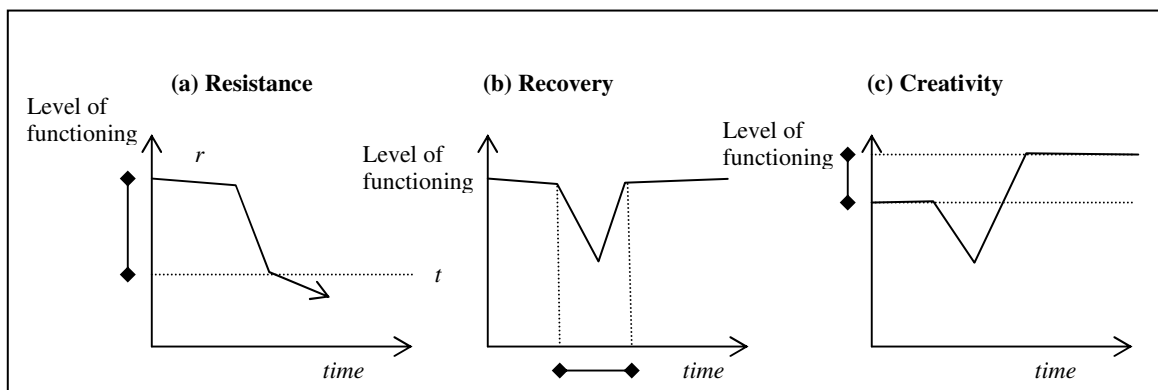 (a) Resistance
Level of
functioning
r
t
time
(b) Recovery
Level of
functioning
time
(c) Creativity
Level of
functioning
time